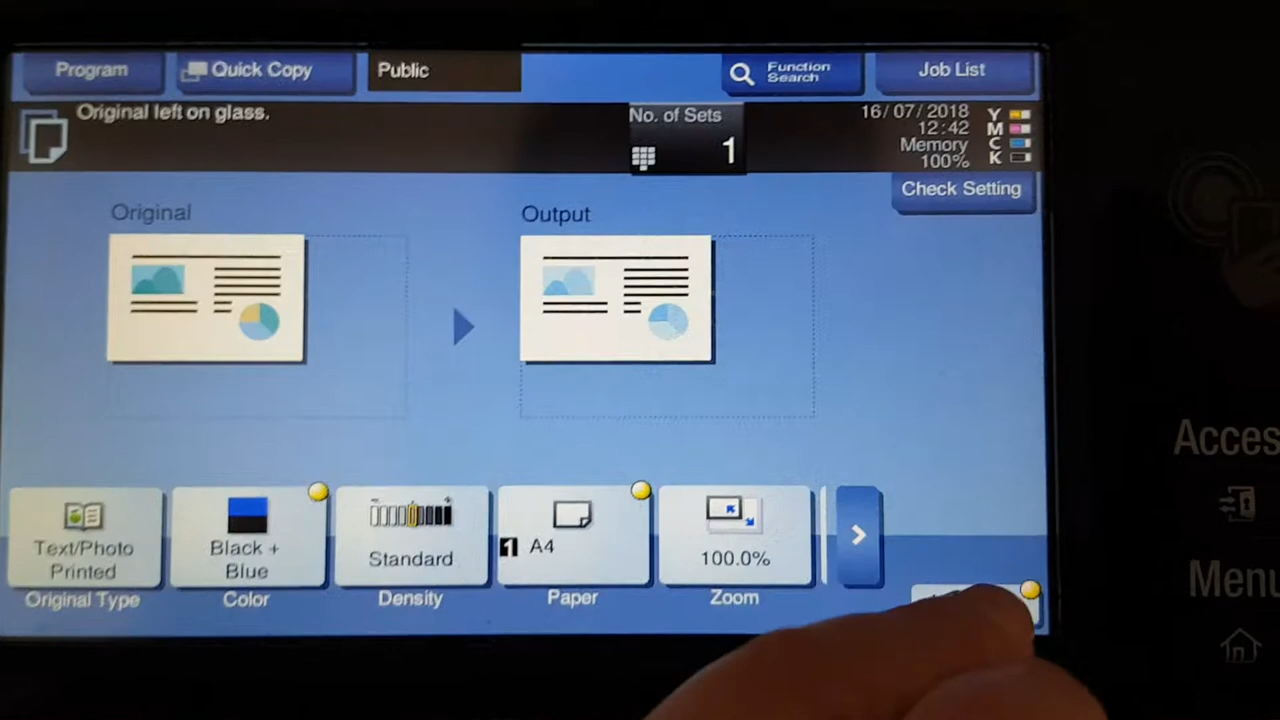 Program
Quick Copy
Public
Function
Search
Job List
Original left on glass.
No. of Sets
1
16/07/2018
12:42
Memory
100%
Y
M
C
K
Check Setting
Original
Output
Text/Photo
Printed
Black +
Blue
Standard
1 A4
100.0%
Original Type
Color
Density
Paper
Zoom
Acces
Menu